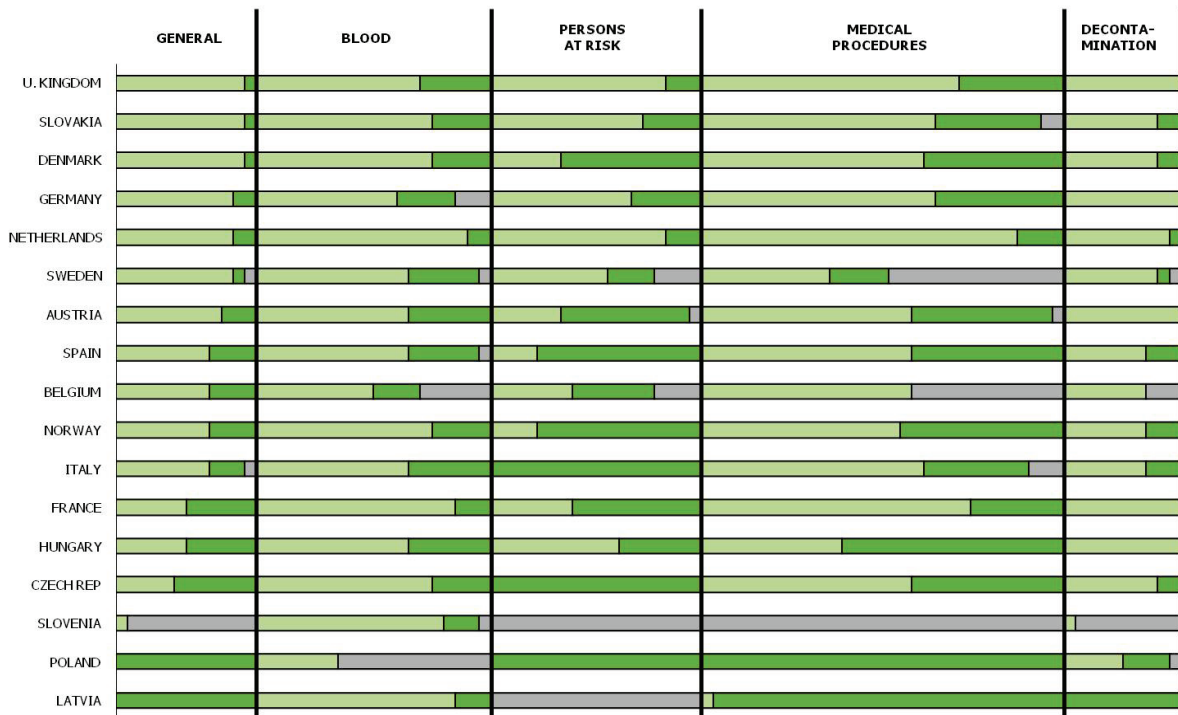 GENERAL
BLOOD
PERSONS
AT RISK
MEDICAL
PROCEDURES
DECONTA-
MINATION
U. KINGDOM
SLOVAKIA
DENMARK
GERMANY
NETHERLANDS
SWEDEN
AUSTRIA
SPAIN
BELGIUM
NORWAY
ITALY
FRANCE
HUNGARY
CZECH REP
SLOVENIA
POLAND
LATVIA